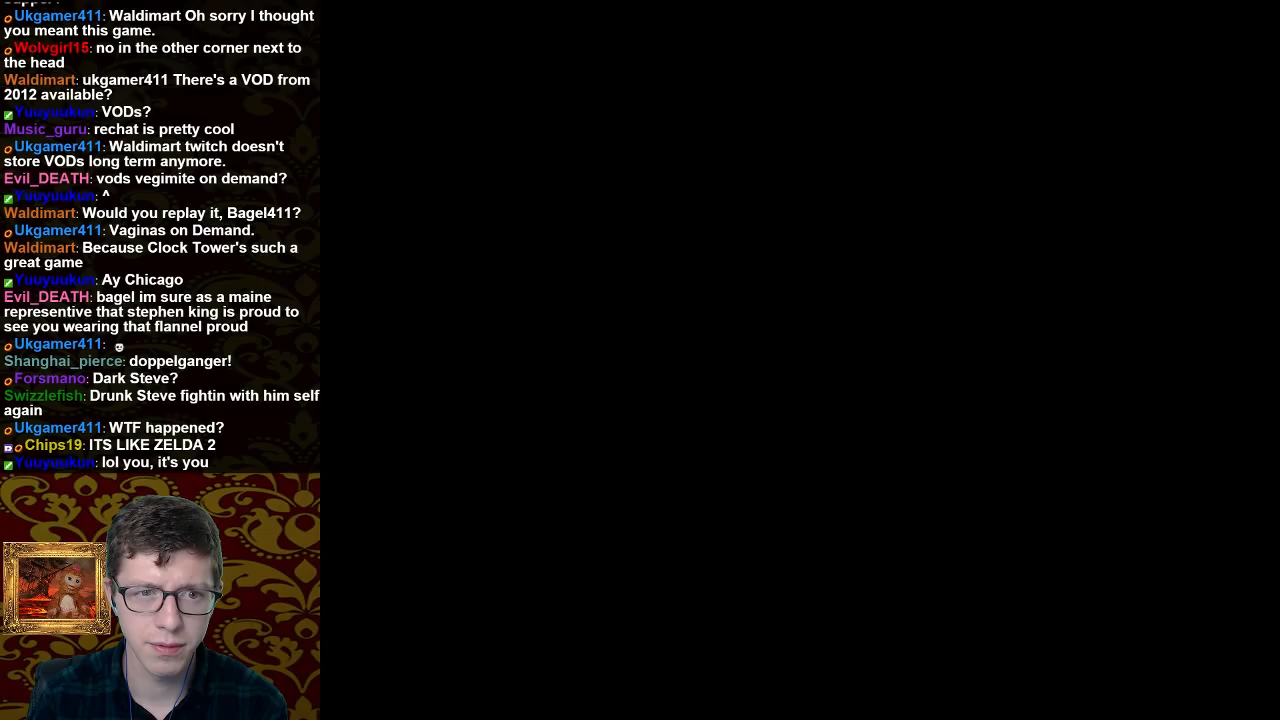 Ukgamer411: Waldimart Oh sorry I thought
you meant this game.
Wolvgirl15: no in the other corner next to
the head
Waldimart: ukgamer411 There's a VOD from
2012 available?
Yuuyuukun: VODs?
Music_guru: rechat is pretty cool
Ukgamer411: Waldimart twitch doesn't
store VODs long term anymore.
Evil_DEATH: vods vegimite on demand?
Yuuyuukun: ^
Waldimart: Would you replay it, Bagel411?
Ukgamer411: Vaginas on Demand.
Waldimart: Because Clock Tower's such a
great game
Yuuyuukun: Ay Chicago
Evil_DEATH: bagel im sure as a maine
representive that stephen king is proud to
see you wearing that flannel proud
Ukgamer411:
Shanghai_pierce: doppelganger!
Forsmano: Dark Steve?
Swizzlefish: Drunk Steve fightin with him self
again
Ukgamer411: WTF happened?
Chips19: ITS LIKE ZELDA 2
Yuuyuukun: lol you, it's you